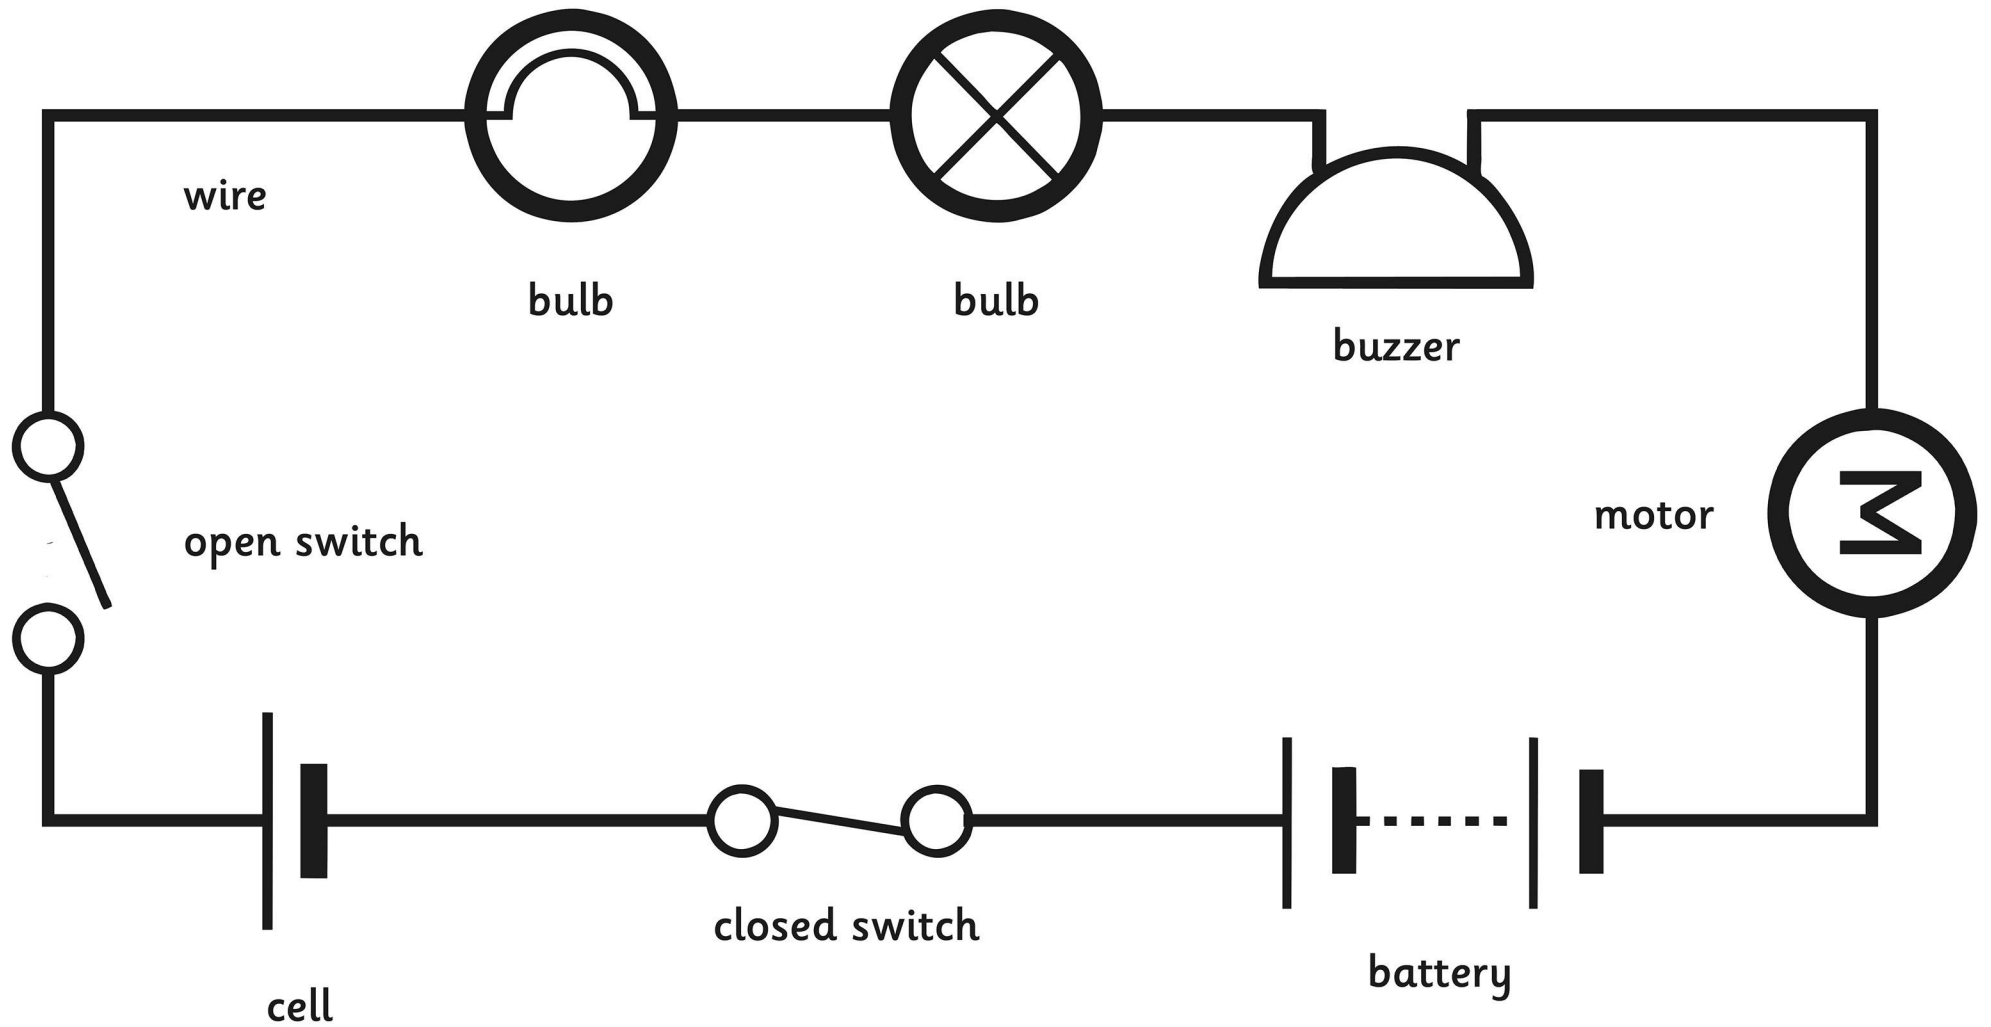 wire
bulb
bulb
buzzer
open switch
motor
M
closed switch
battery
cell